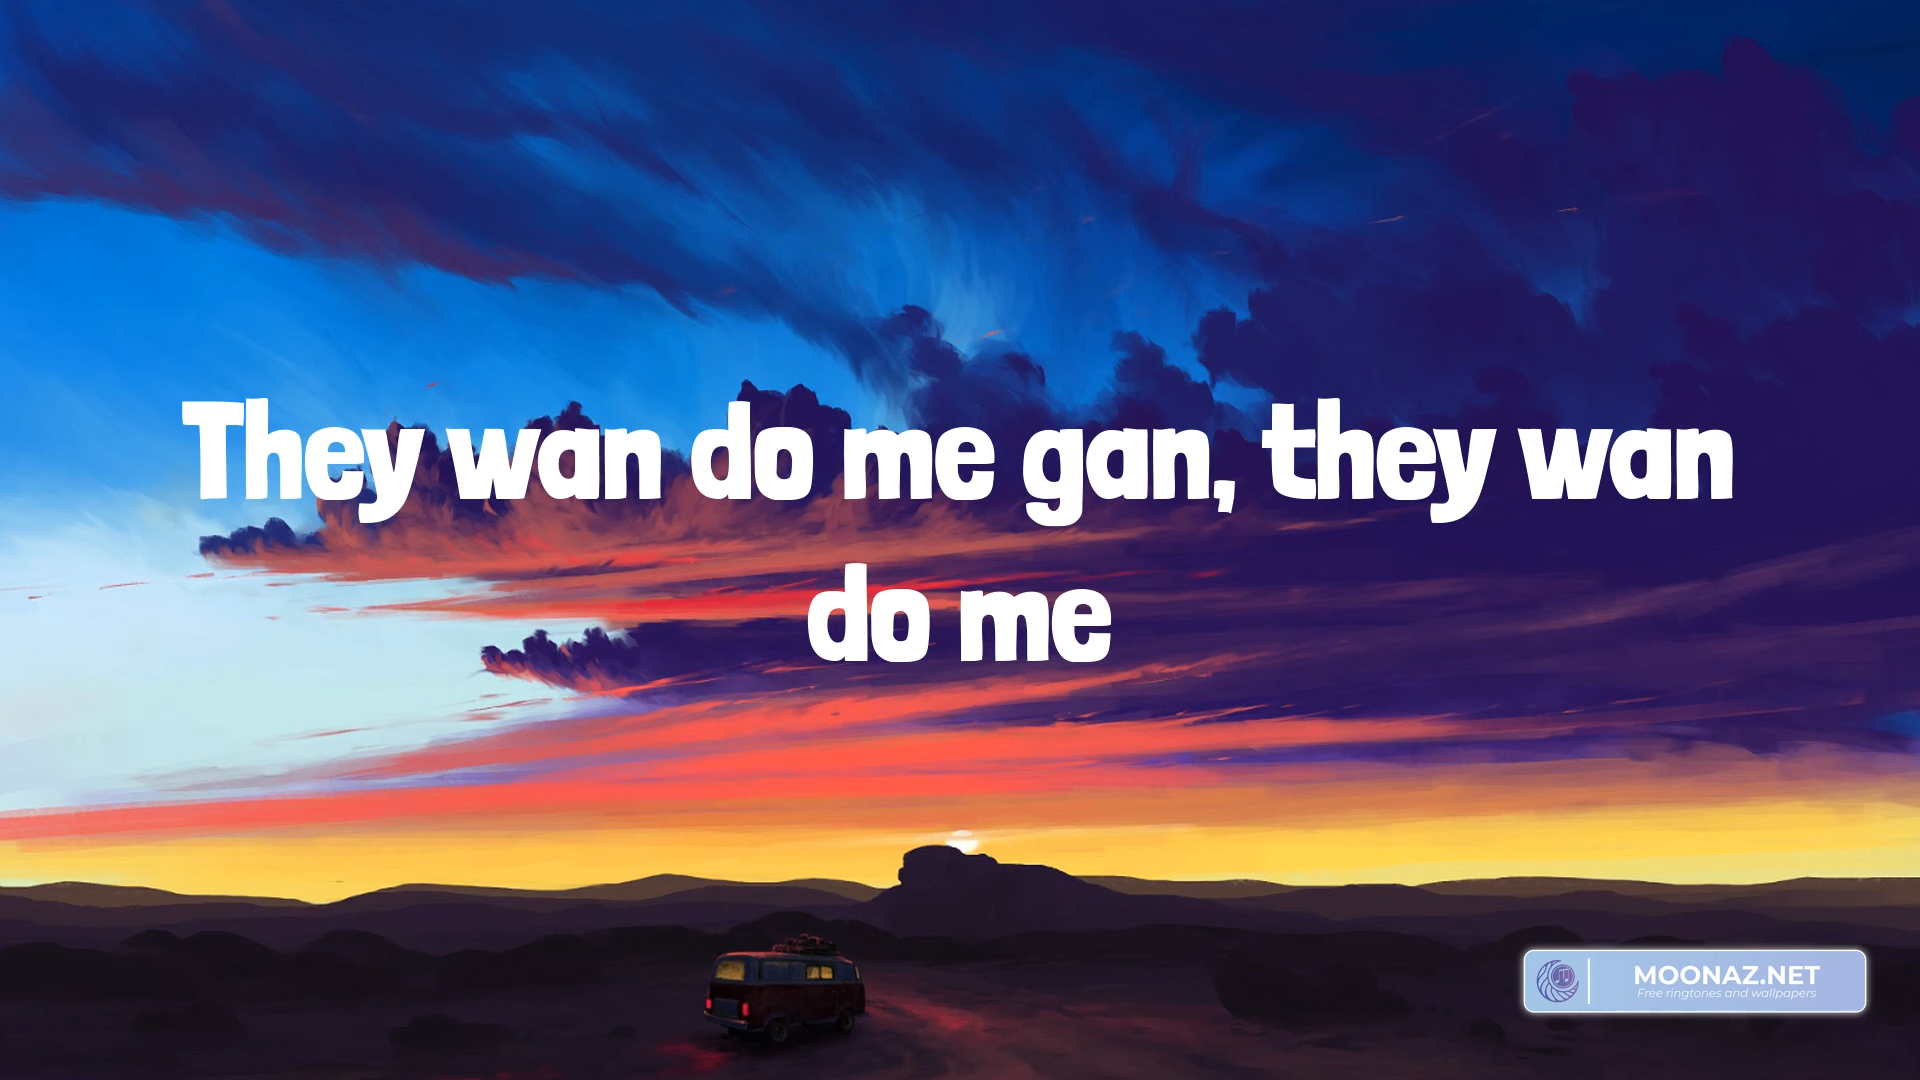 They wan do me gan, they wan
do me
MOONAZ.NET
Free ringtones and wallpapers